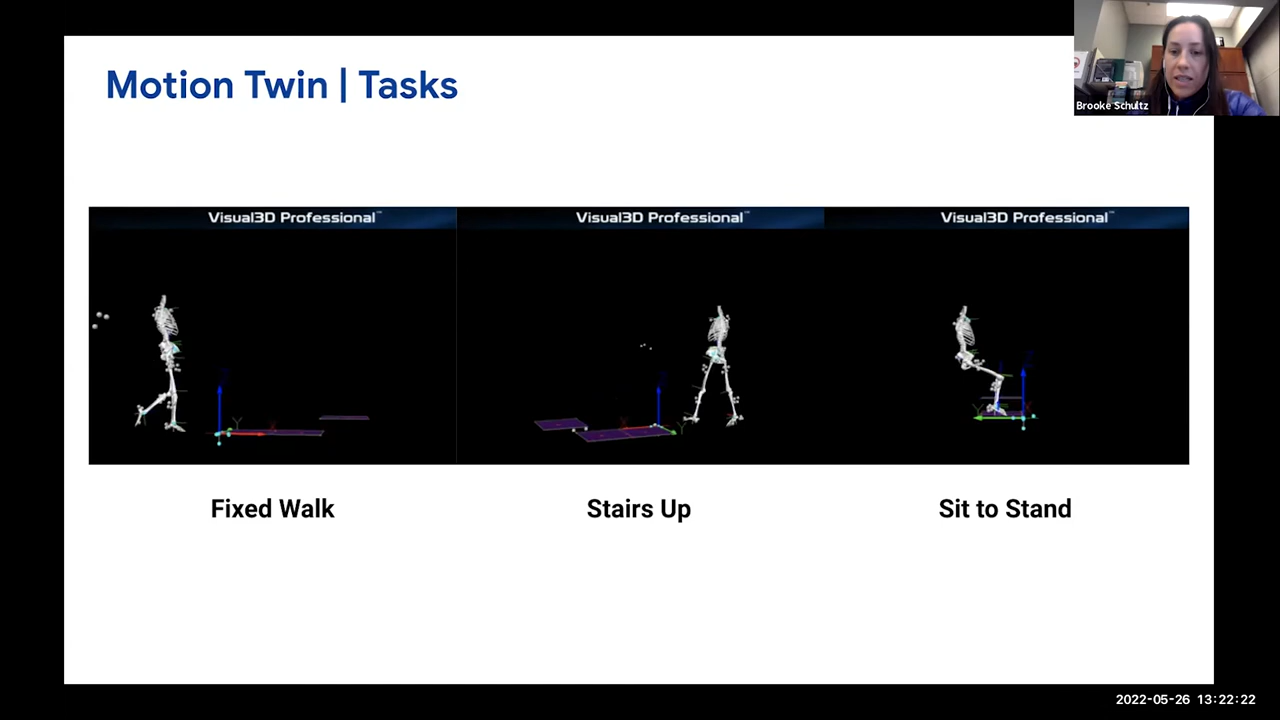 Motion Twin | Tasks
Brooke Schultz
Visual3D Professional™
Visual3D Professional™
Visual3D Professional™
Fixed Walk
Stairs Up
Sit to Stand
2022-05-26 13:22:22